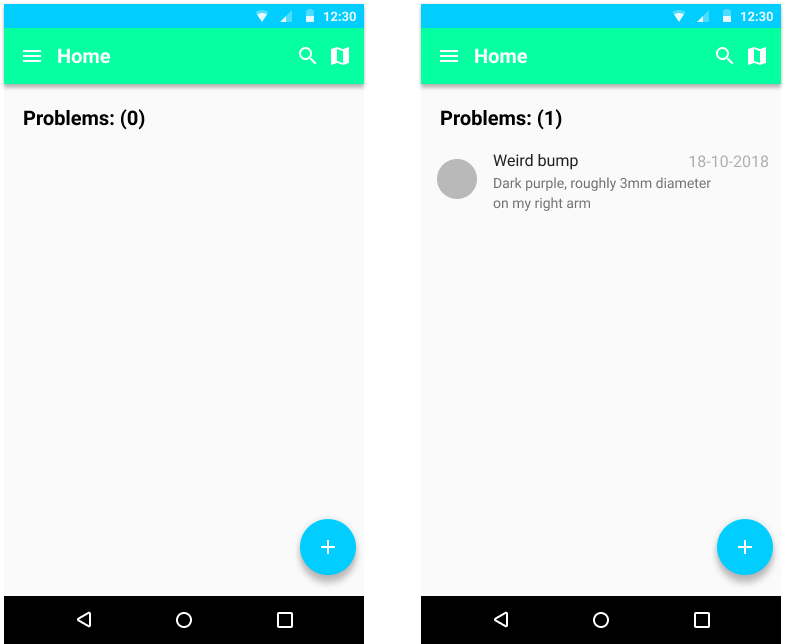 12:30
Home
Problems: (0)
12:30
Home
Problems: (1)
Weird bump 18-10-2018
Dark purple, roughly 3mm diameter
on my right arm